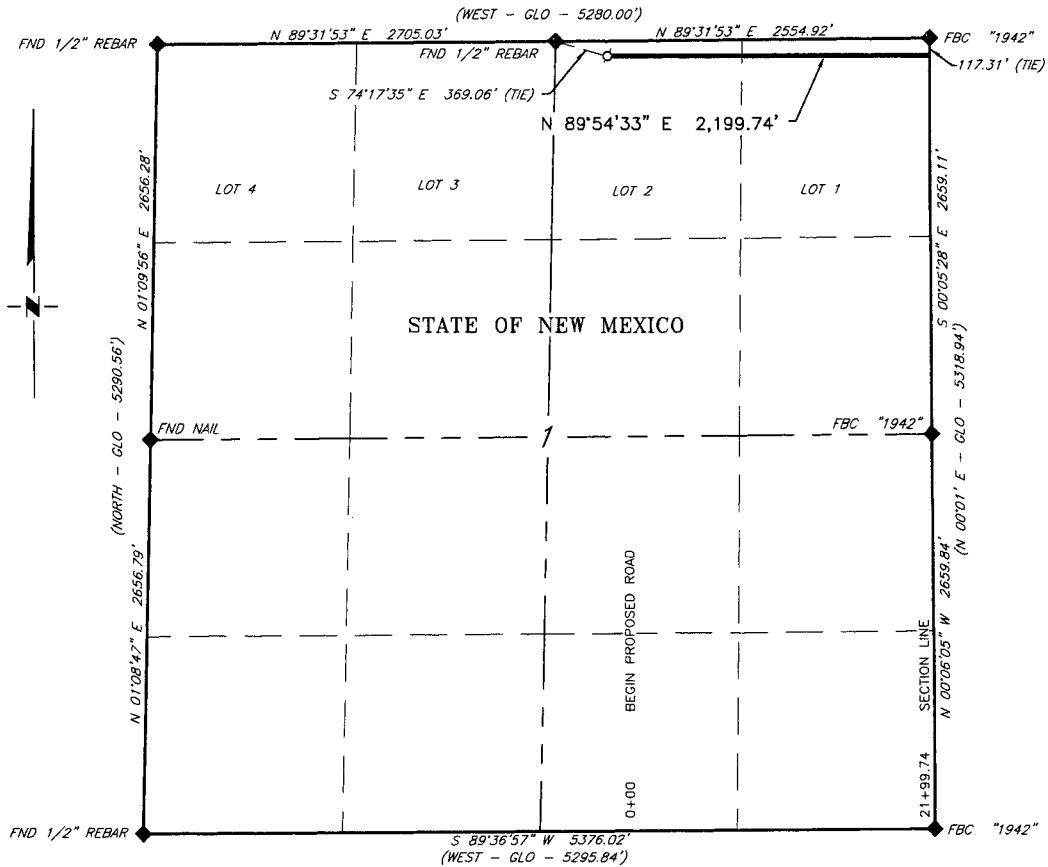 (WEST - GLO - 5280.00')
FND 1/2" REBAR
N 89°31'53" E 2705.03'
N 89°31'53" E 2554.92'
FBC "1942"
FND 1/2" REBAR
117.31' (TIE)
S 74°17'35" E 369.06' (TIE)
N 89°54'33" E 2,199.74'
N 01°09'56" E 2656.28'
LOT 4
LOT 3
LOT 2
LOT 1
S 00°05'28" E 2659.11'
N
STATE OF NEW MEXICO
(NORTH - GLO - 5290.56')
(N 00°01' E - GLO - 5318.94')
FND NAIL
1
FBC "1942"
N 01°08'47" E 2656.79'
0+00 BEGIN PROPOSED ROAD
21+99.74 SECTION LINE
N 00°06'05" W 2659.84'
FND 1/2" REBAR
S 89°36'57" W 5376.02'
FBC "1942"
(WEST - GLO - 5295.84')